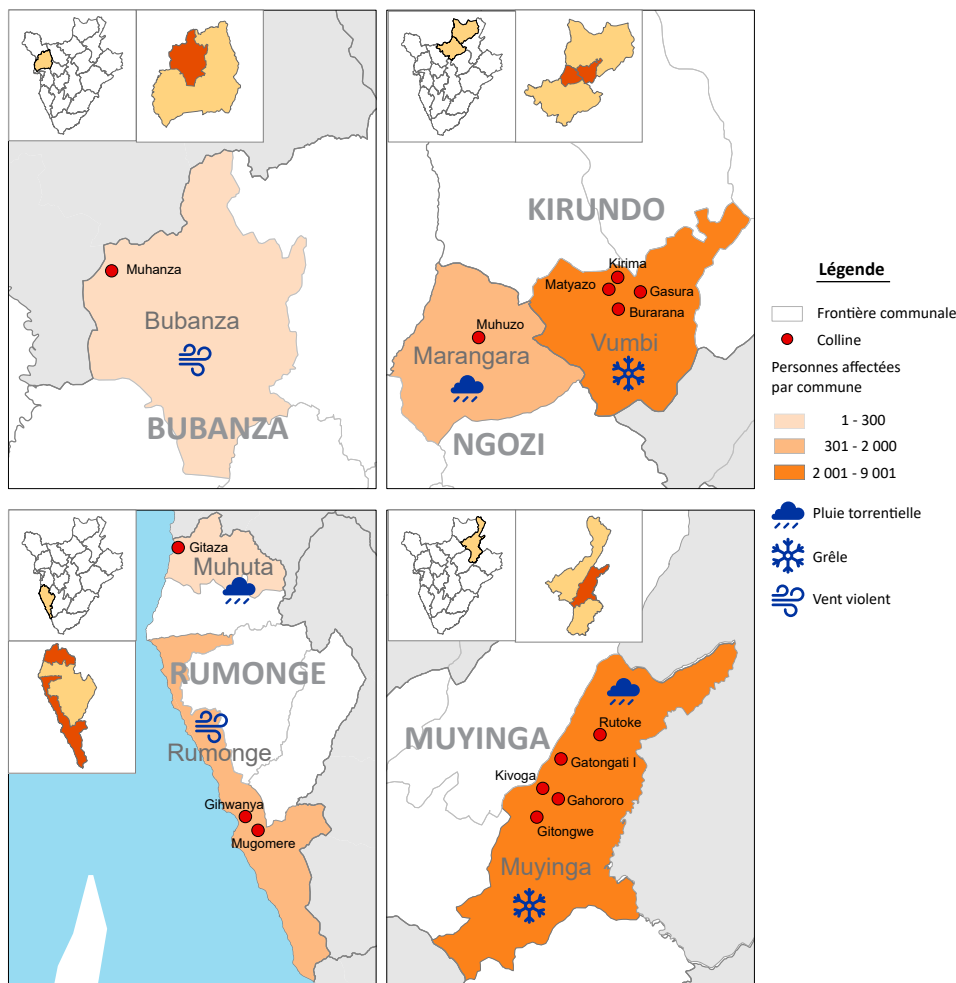 Muhanza
Bubanza
BUBANZA
KIRUNDO
Kirima
Matyazo
Gasura
Burarana
Muhuzo
Marangara
Vumbi
NGOZI
Légende
Frontière communale
Colline
Personnes affectées
par commune
1 - 300
301 - 2 000
2 001 - 9 001
Pluie torrentielle
Grêle
Vent violent
Gitaza
Muhuta
RUMONGE
Rumonge
Gihwanya
Mugomere
MUYINGA
Rutoke
Gatongati I
Kivoga
Gahororo
Gitongwe
Muyinga